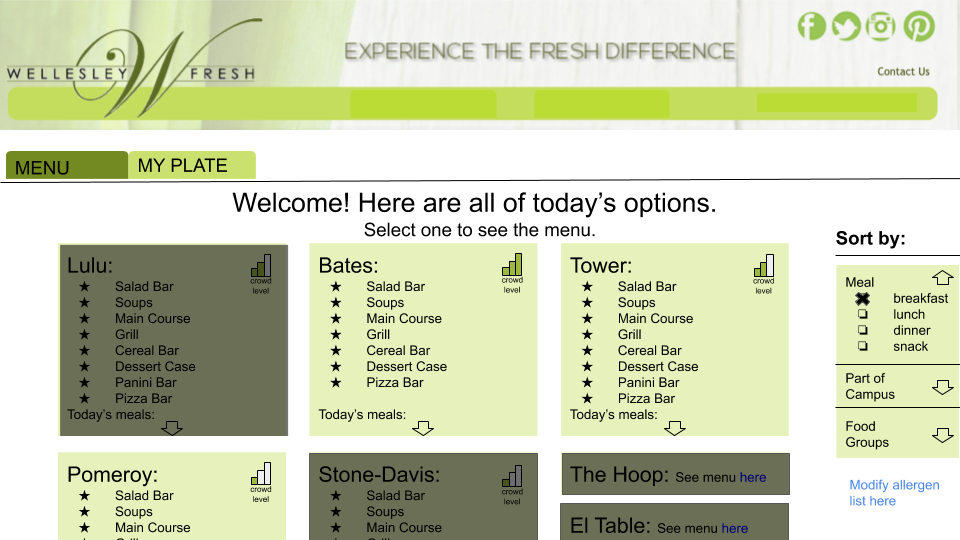 WELLESLEY W FRESH
EXPERIENCE THE FRESH DIFFERENCE
Contact Us
MENU
MY PLATE
Welcome! Here are all of today’s options.
Select one to see the menu.
Lulu:
crowd
level
★ Salad Bar
★ Soups
★ Main Course
★ Grill
★ Cereal Bar
★ Dessert Case
★ Panini Bar
★ Pizza Bar
Today’s meals:
Bates:
crowd
level
★ Salad Bar
★ Soups
★ Main Course
★ Grill
★ Cereal Bar
★ Dessert Case
★ Pizza Bar
Today’s meals:
Tower:
crowd
level
★ Salad Bar
★ Soups
★ Main Course
★ Grill
★ Cereal Bar
★ Dessert Case
★ Panini Bar
★ Pizza Bar
Today’s meals:
Pomeroy:
crowd
level
★ Salad Bar
★ Soups
★ Main Course
Stone-Davis:
crowd
level
★ Salad Bar
★ Soups
★ Main Course
The Hoop: See menu here
El Table: See menu here
Sort by:
Meal
breakfast
lunch
dinner
snack
Part of
Campus
Food
Groups
Modify allergen
list here